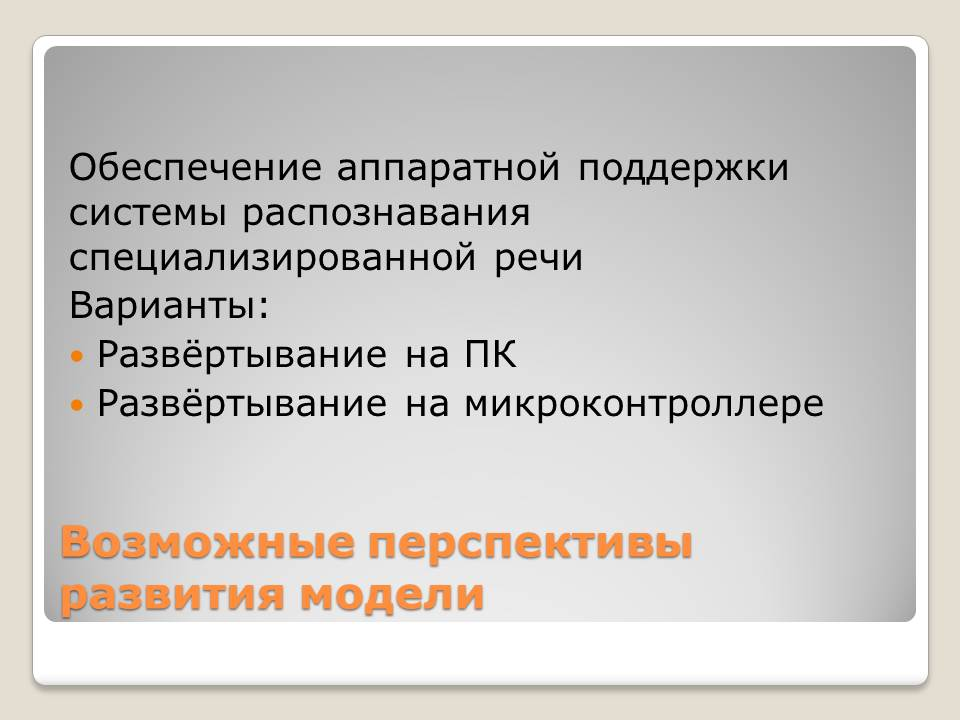 Обеспечение аппаратной поддержки
системы распознавания
специализированной речи
Варианты:
• Развёртывание на ПК
• Развёртывание на микроконтроллере
Возможные перспективы
развития модели